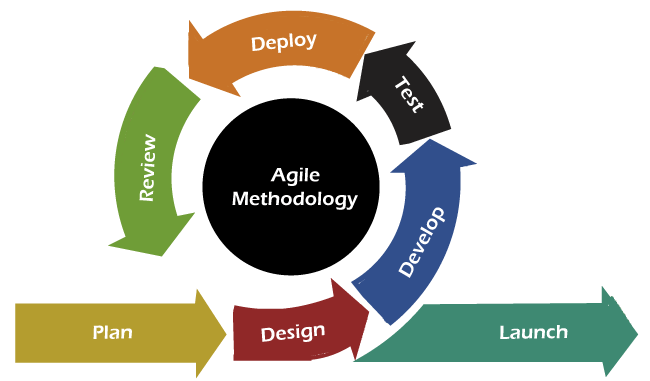 Deploy
Test
Review
Agile
Methodology
Develop
Plan
Design
Launch